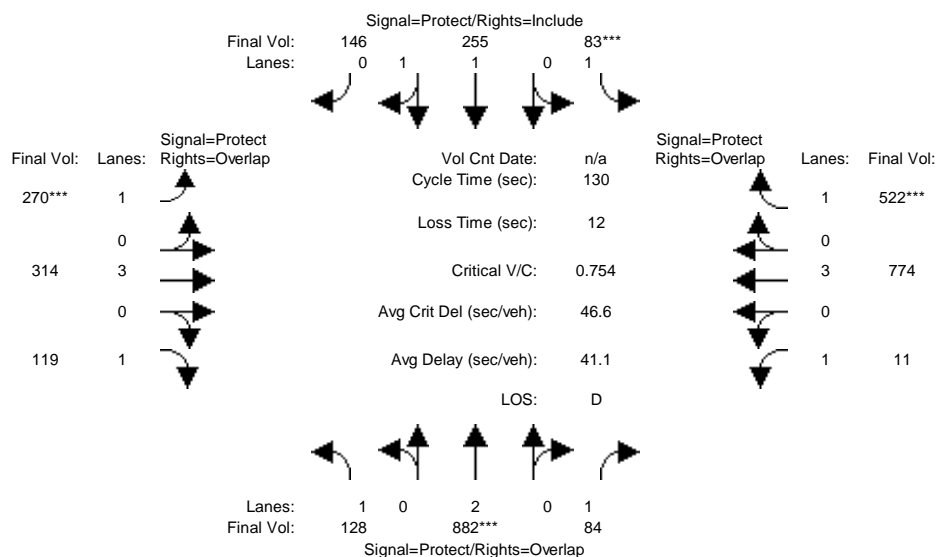 Signal=Protect/Rights=Include
Final Vol: 146 255 83***
Lanes: 0 1 1 0 1
Signal=Protect Signal=Protect
Final Vol: Lanes: Rights=Overlap Vol Cnt Date: n/a Rights=Overlap Lanes: Final Vol:
Cycle Time (sec): 130
270*** 1 1 522***
Loss Time (sec): 12
0 0
314 3 Critical V/C: 0.754 3 774
0 Avg Crit Del (sec/veh): 46.6 0
119 1 Avg Delay (sec/veh): 41.1 1 11
LOS: D
Lanes: 1 0 2 0 1
Final Vol: 128 882*** 84
Signal=Protect/Rights=Overlap